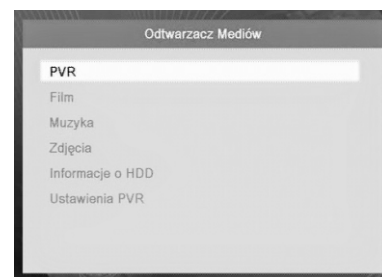 Odtwarzacz Mediów
PVR
Film
Muzyka
Zdjęcia
Informacje o HDD
Ustawienia PVR